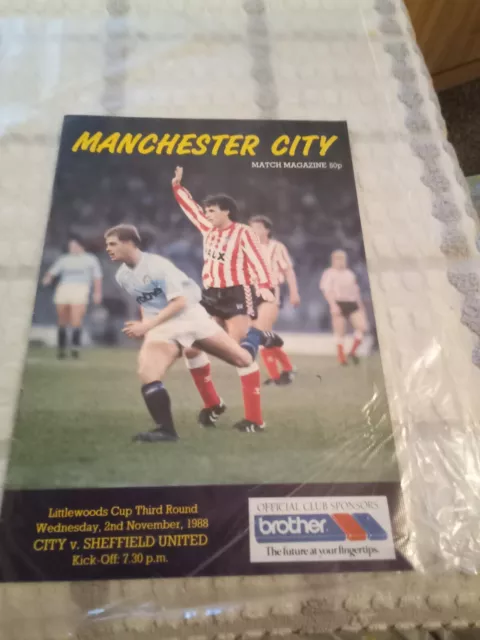 MANCHESTER CITY
MATCH MAGAZINE 50p
Littlewoods Cup Third Round
Wednesday, 2nd November, 1988
CITY v. SHEFFIELD UNITED
Kick-Off: 7.30 p.m.
OFFICIAL CLUB SPONSORS
brother
The future at your fingertips.